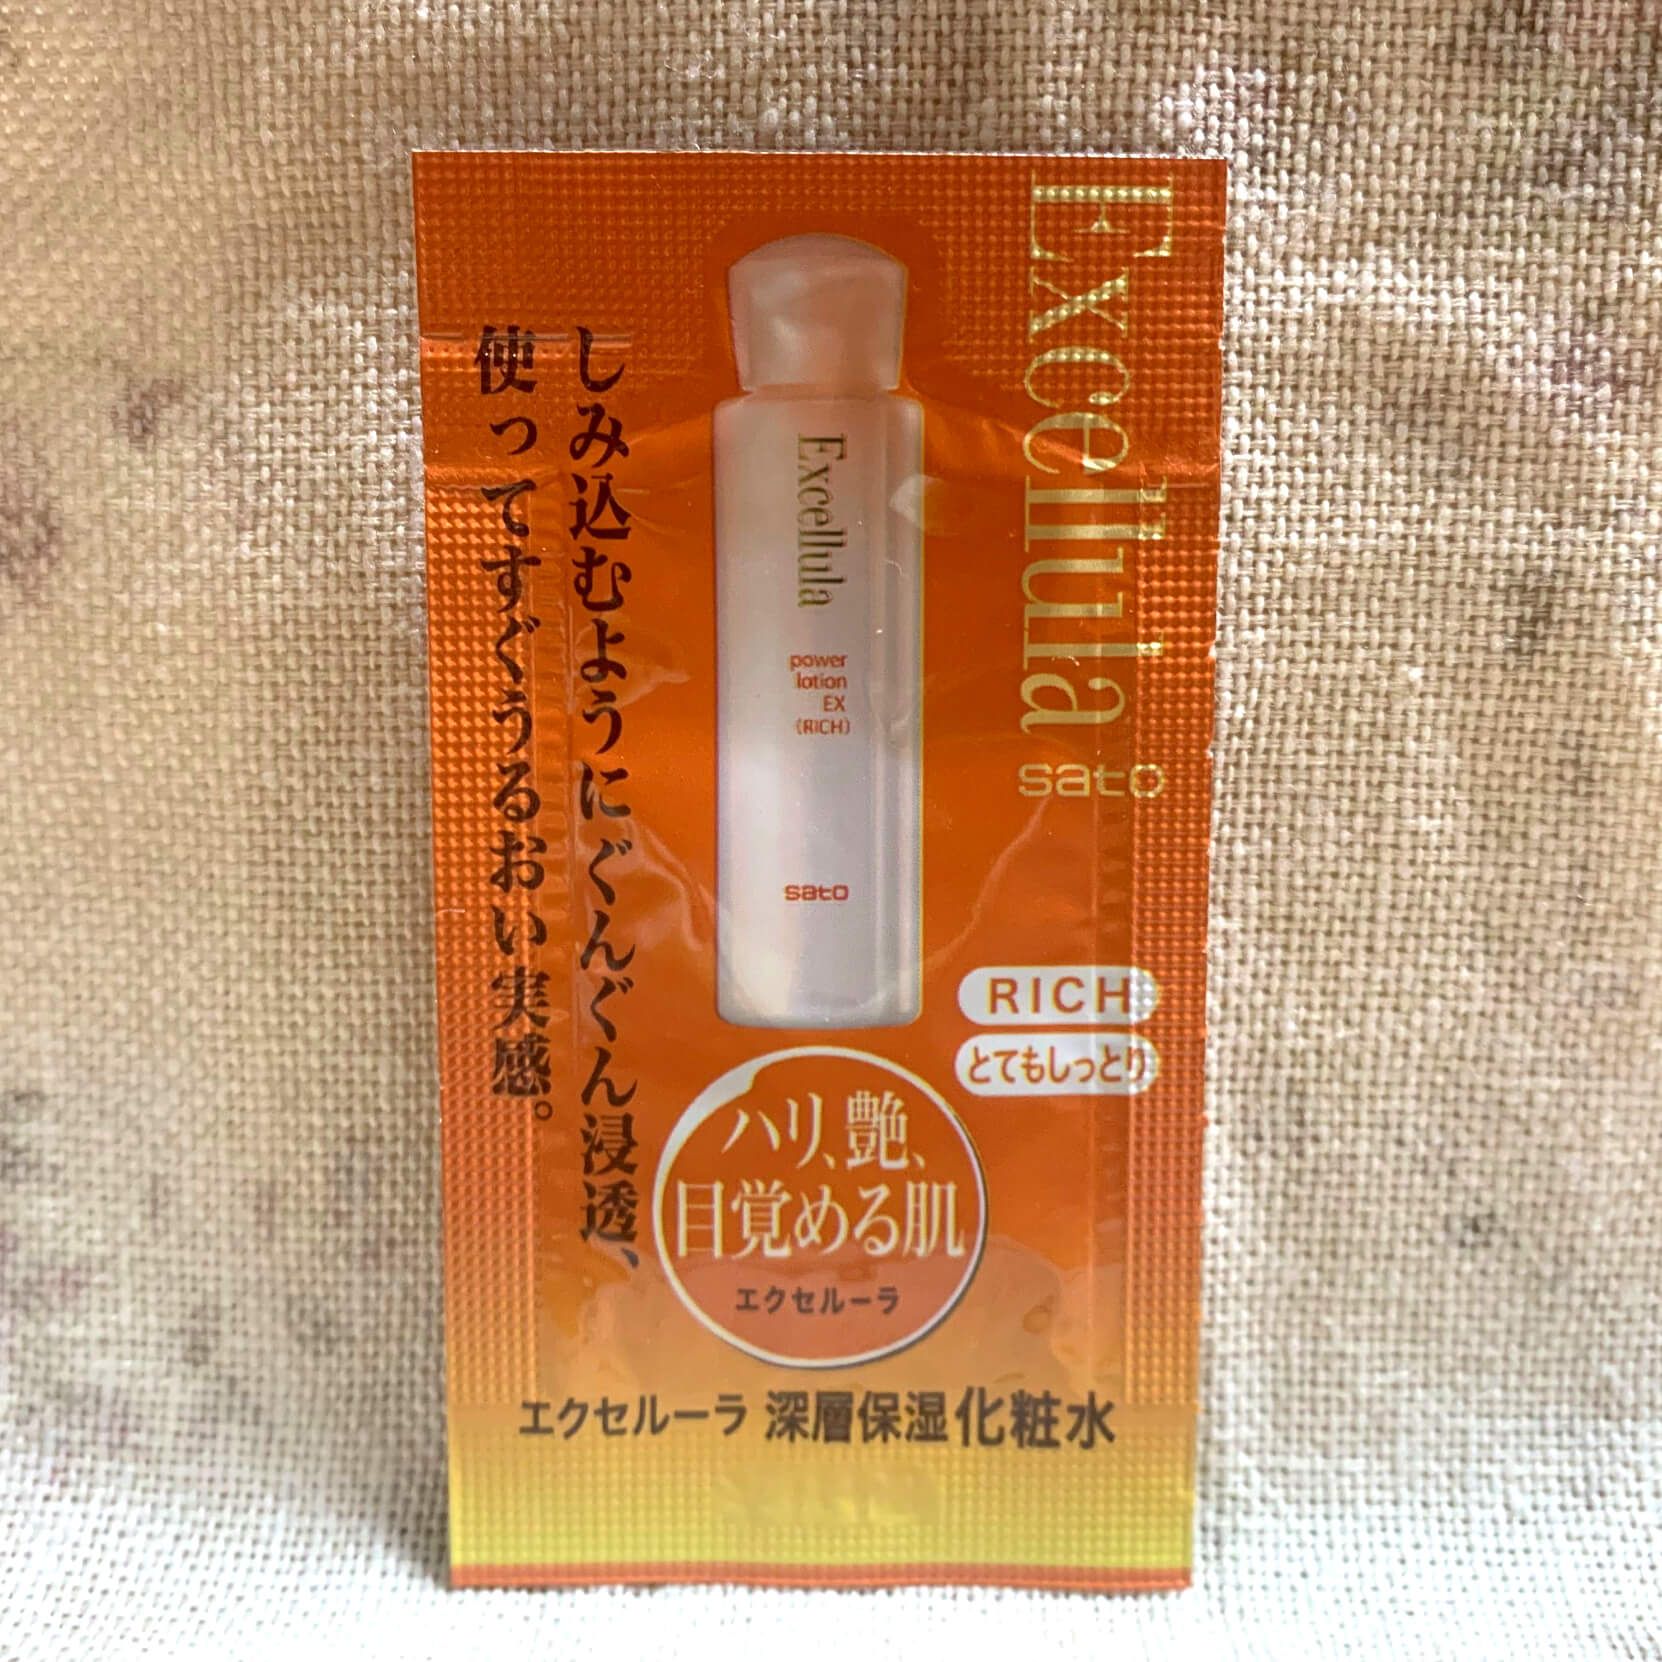 Excellula
sato
しみ込むようにぐんぐん浸透、
使ってすぐうるおい実感。
Excellula
power
lotion
EX
(RICH)
sato
RICH
とてもしっとり
ハリ、艶、
目覚める肌
エクセルーラ
エクセルーラ 深層保湿化粧水